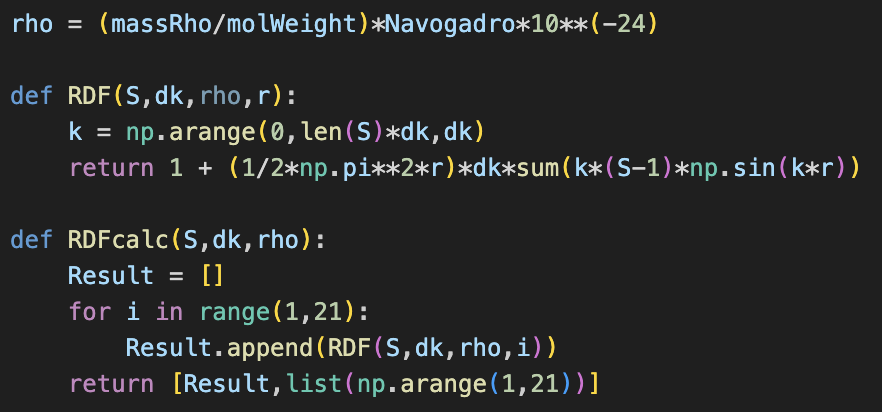 rho = (massRho/molWeight)*Navogadro*10**(-24)
def RDF(S,dk,rho,r):
    k = np.arange(0,len(S)*dk,dk)
    return 1 + (1/2*np.pi**2*r)*dk*sum(k*(S-1)*np.sin(k*r))
def RDFcalc(S,dk,rho):
    Result = []
    for i in range(1,21):
        Result.append(RDF(S,dk,rho,i))
    return [Result,list(np.arange(1,21))]